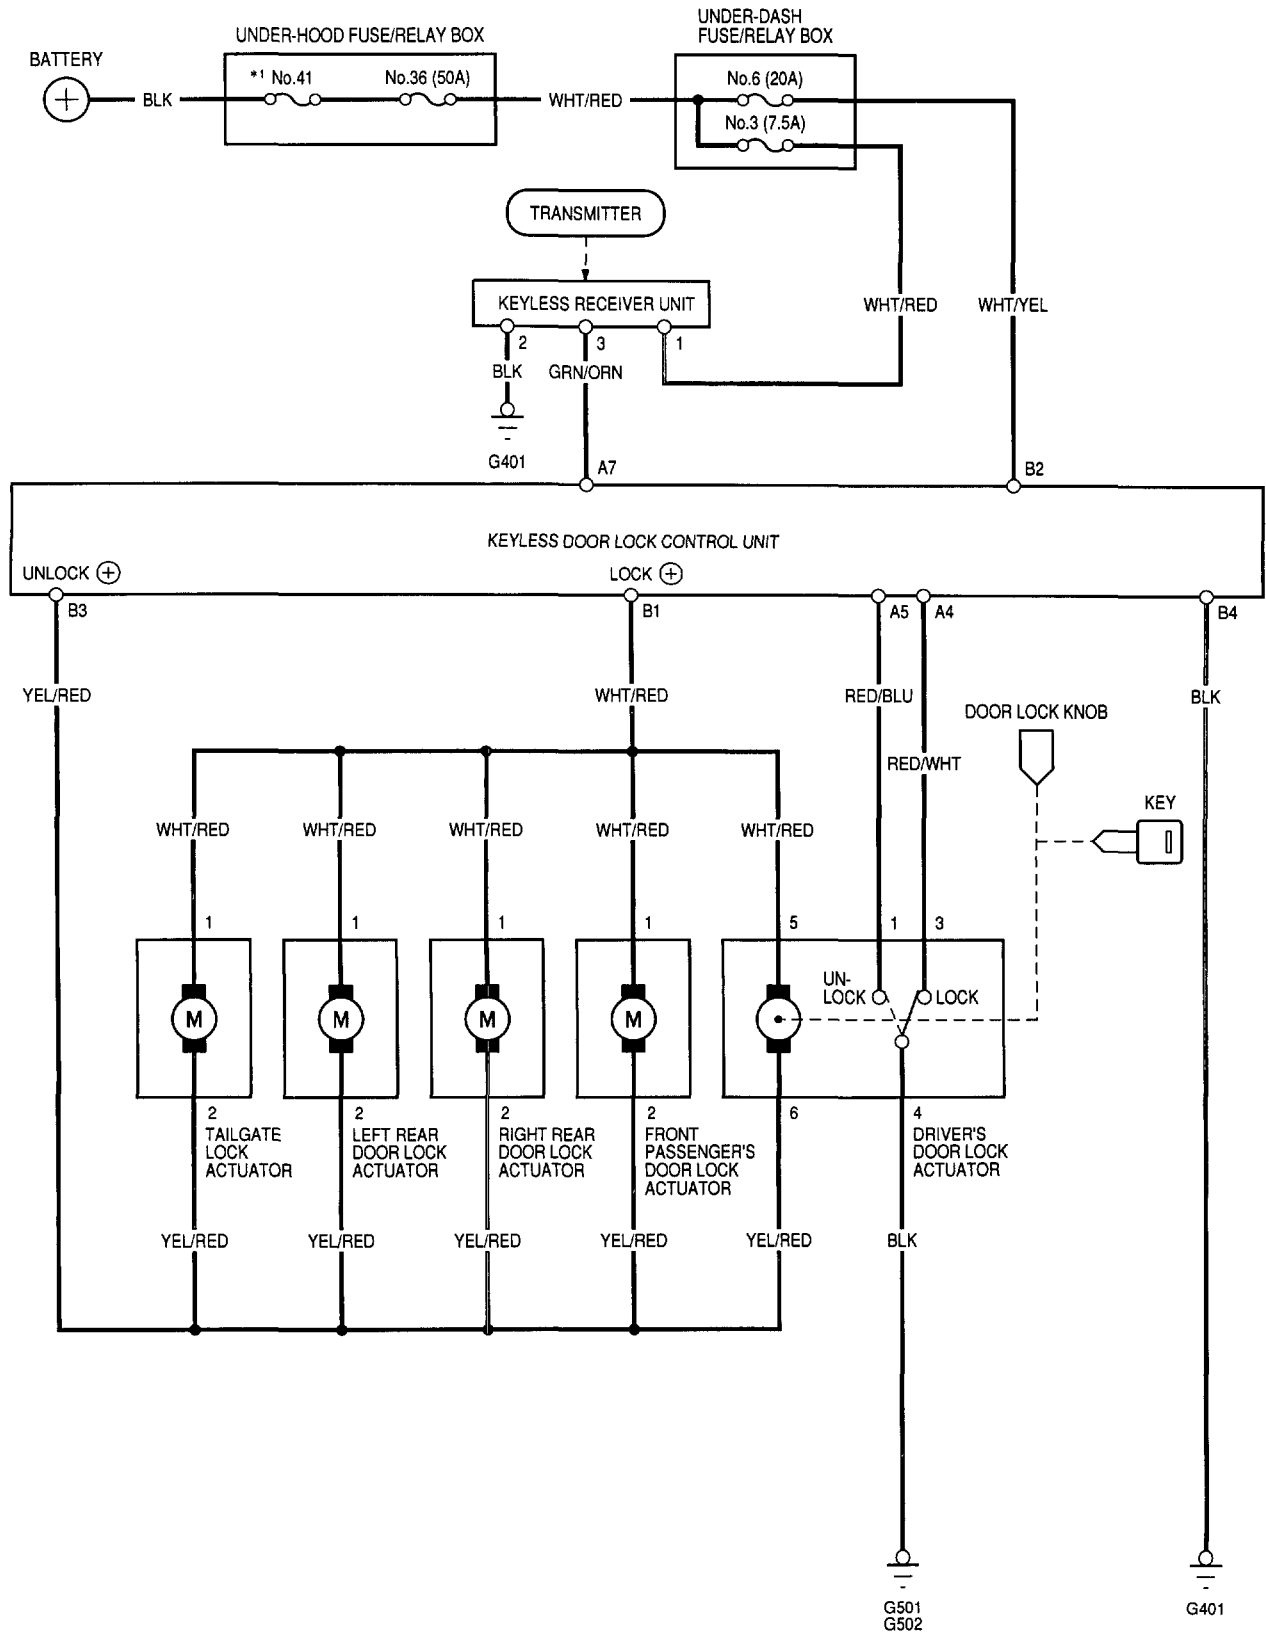 UNDER-HOOD FUSE/RELAY BOX
UNDER-DASH
FUSE/RELAY BOX
BATTERY
+
BLK
*1 No.41
No.36 (50A)
WHT/RED
No.6 (20A)
No.3 (7.5A)
TRANSMITTER
KEYLESS RECEIVER UNIT
WHT/RED
WHT/YEL
2
3
1
BLK
GRN/ORN
G401
A7
B2
KEYLESS DOOR LOCK CONTROL UNIT
UNLOCK +
LOCK +
B3
B1
A5
A4
B4
YEL/RED
WHT/RED
RED/BLU
BLK
DOOR LOCK KNOB
RED/WHT
KEY
WHT/RED
WHT/RED
WHT/RED
WHT/RED
WHT/RED
1
1
1
1
5
1
3
UN-
LOCK
LOCK
M
M
M
M
2
2
2
2
6
4
TAILGATE
LOCK
ACTUATOR
LEFT REAR
DOOR LOCK
ACTUATOR
RIGHT REAR
DOOR LOCK
ACTUATOR
FRONT
PASSENGER'S
DOOR LOCK
ACTUATOR
DRIVER'S
DOOR LOCK
ACTUATOR
YEL/RED
YEL/RED
YEL/RED
YEL/RED
YEL/RED
BLK
G501
G502
G401